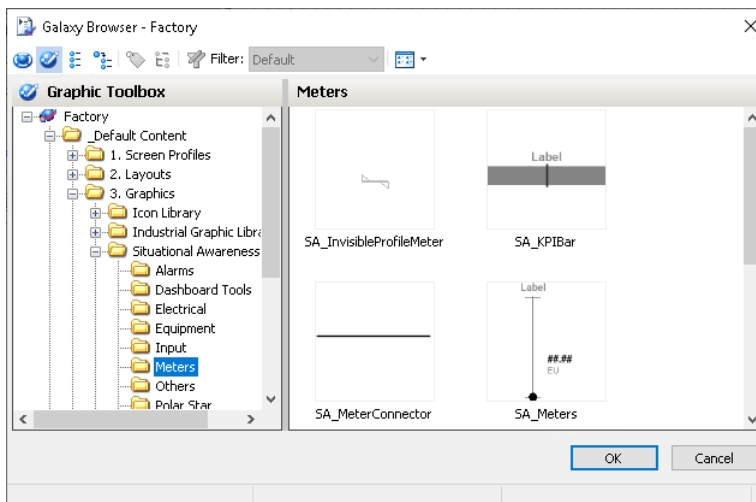 Galaxy Browser - Factory
Filter: Default
Graphic Toolbox
Meters
Factory
_Default Content
1. Screen Profiles
2. Layouts
3. Graphics
Icon Library
Industrial Graphic Libra
Situational Awareness
Alarms
Dashboard Tools
Electrical
Equipment
Input
Meters
Others
Polar Star
SA_InvisibleProfileMeter
Label
SA_KPIBar
SA_MeterConnector
Label
##.##
EU
SA_Meters
OK
Cancel